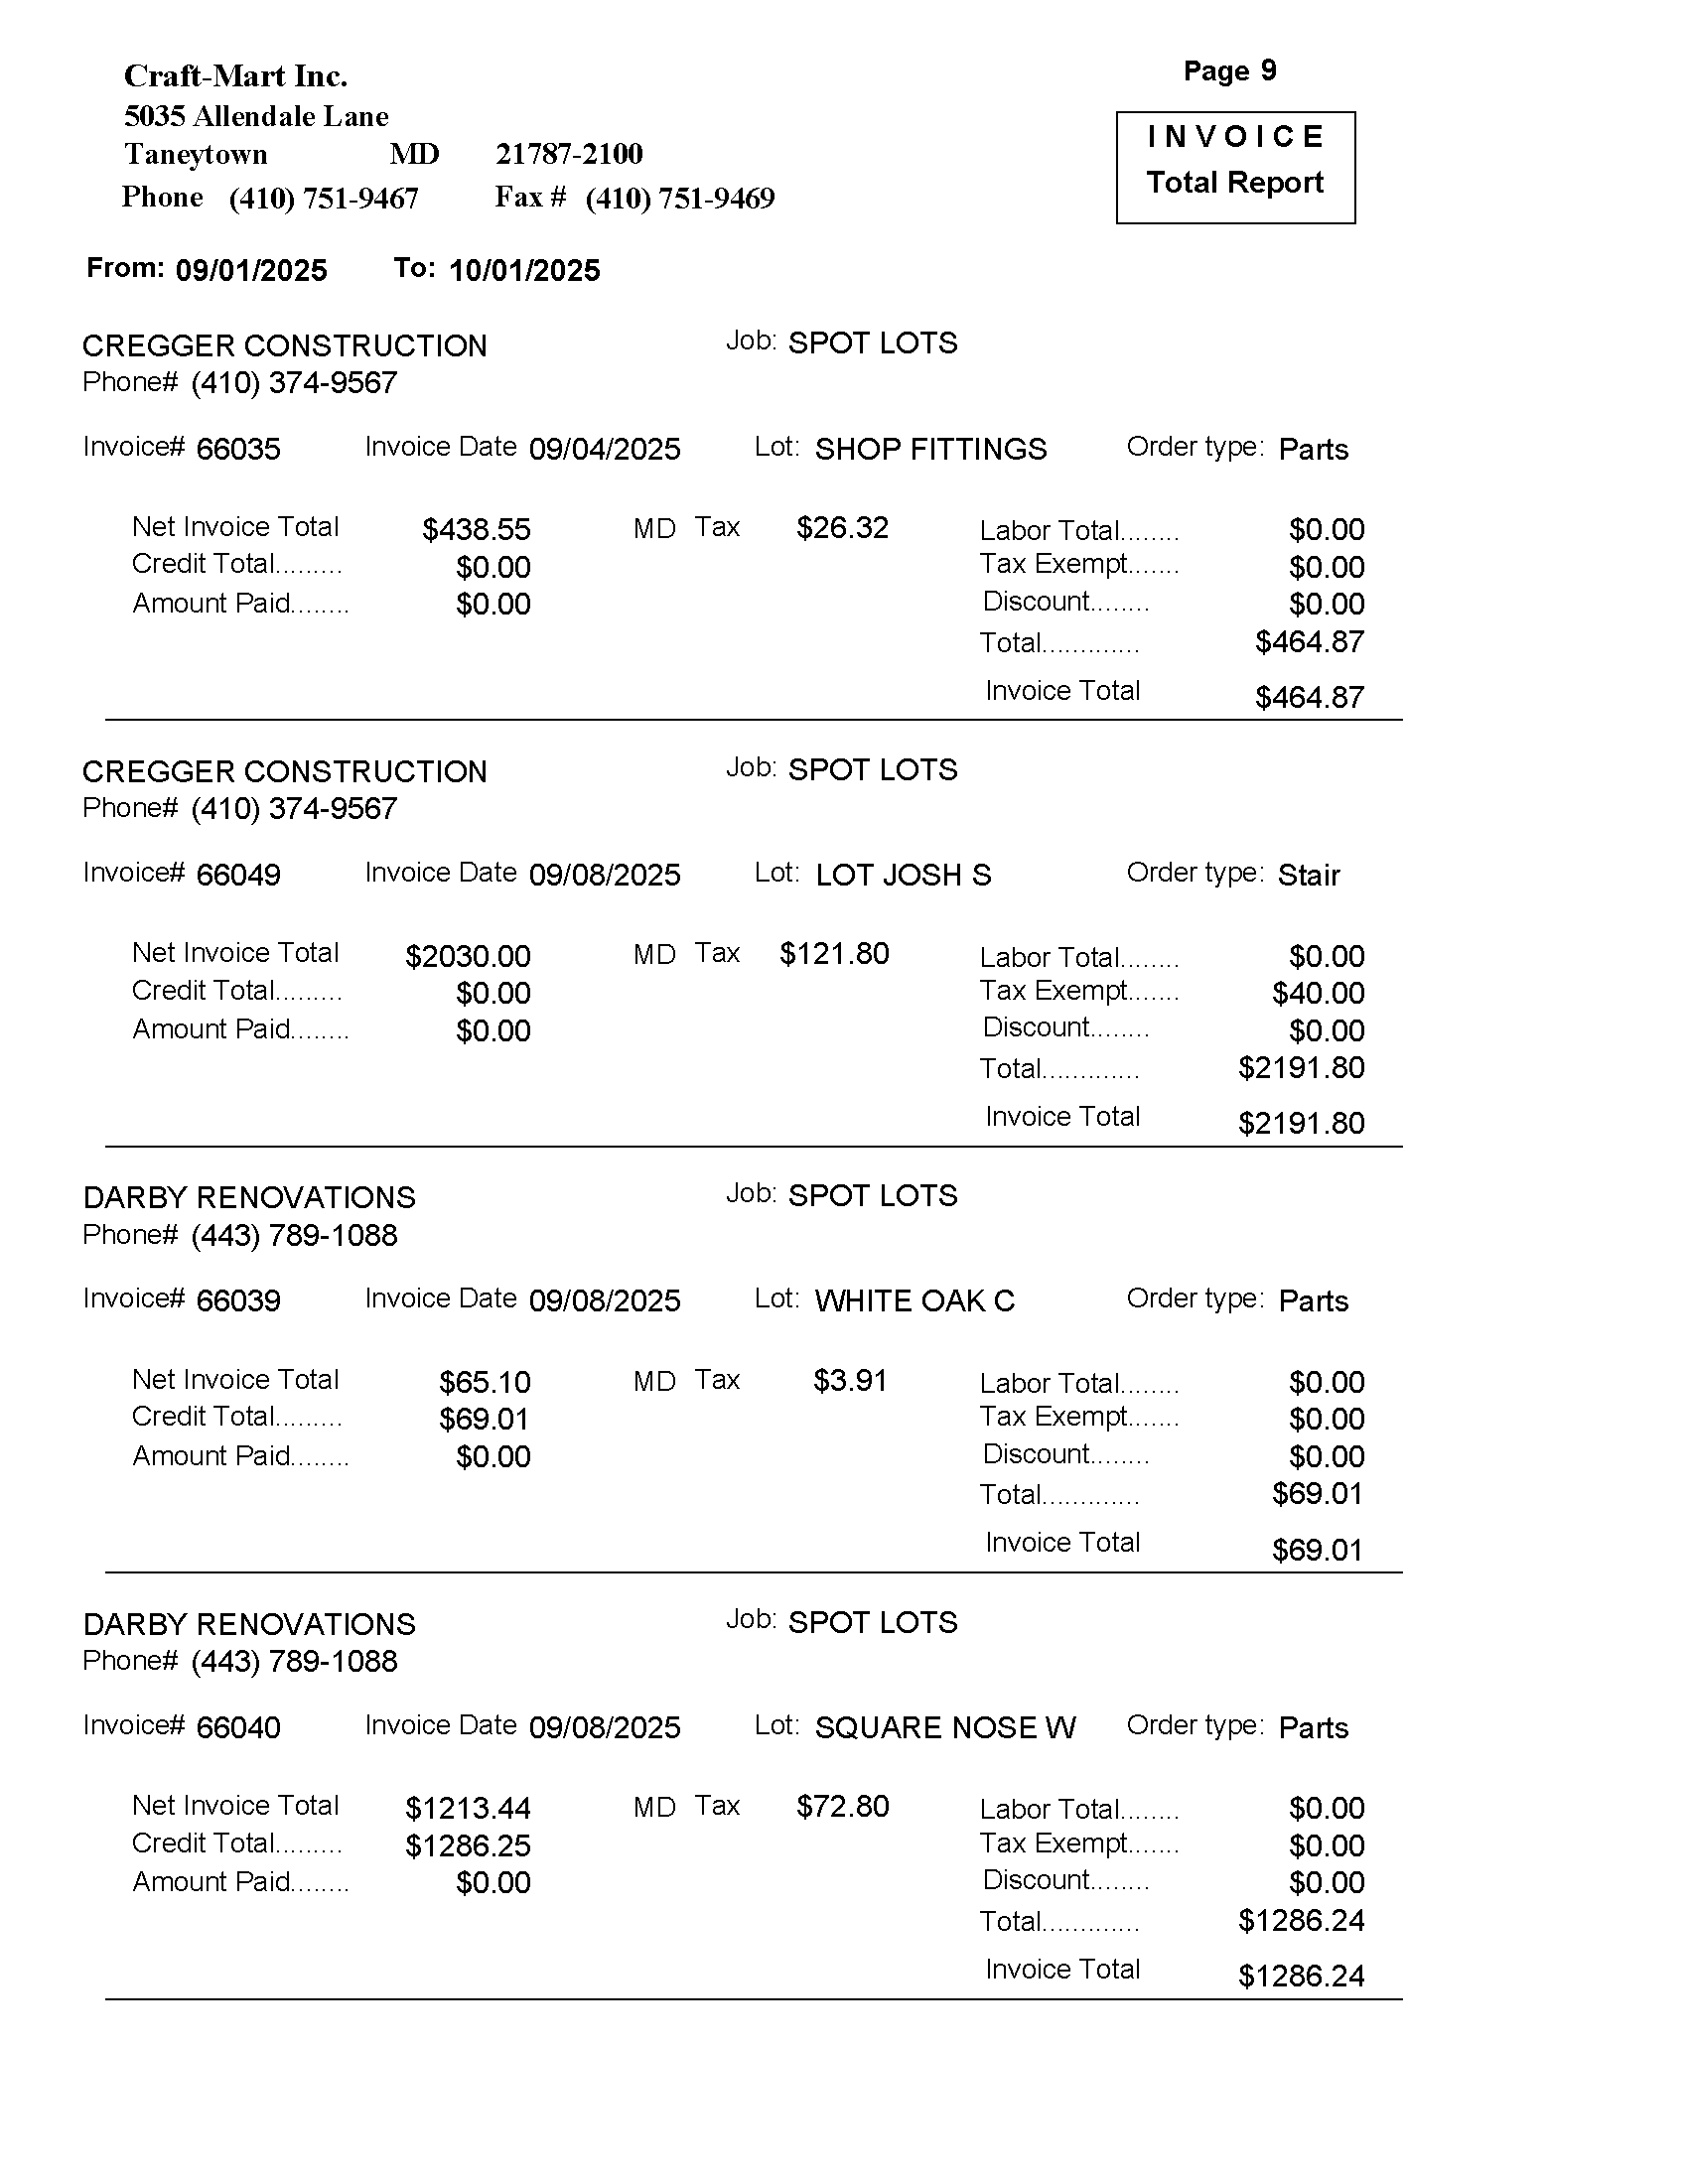 Craft-Mart Inc. Page 9
5035 Allendale Lane I N V O I C E
Taneytown MD 21787-2100 Total Report
Phone (410) 751-9467 Fax # (410) 751-9469
From: 09/01/2025 To: 10/01/2025
CREGGER CONSTRUCTION Job: SPOT LOTS
Phone# (410) 374-9567
Invoice# 66035 Invoice Date 09/04/2025 Lot: SHOP FITTINGS Order type: Parts
Net Invoice Total $438.55 MD Tax $26.32 Labor Total........ $0.00
Credit Total......... $0.00 Tax Exempt....... $0.00
Amount Paid........ $0.00 Discount........ $0.00
Total............. $464.87
Invoice Total $464.87
CREGGER CONSTRUCTION Job: SPOT LOTS
Phone# (410) 374-9567
Invoice# 66049 Invoice Date 09/08/2025 Lot: LOT JOSH S Order type: Stair
Net Invoice Total $2030.00 MD Tax $121.80 Labor Total........ $0.00
Credit Total......... $0.00 Tax Exempt....... $40.00
Amount Paid........ $0.00 Discount........ $0.00
Total............. $2191.80
Invoice Total $2191.80
DARBY RENOVATIONS Job: SPOT LOTS
Phone# (443) 789-1088
Invoice# 66039 Invoice Date 09/08/2025 Lot: WHITE OAK C Order type: Parts
Net Invoice Total $65.10 MD Tax $3.91 Labor Total........ $0.00
Credit Total......... $69.01 Tax Exempt....... $0.00
Amount Paid........ $0.00 Discount........ $0.00
Total............. $69.01
Invoice Total $69.01
DARBY RENOVATIONS Job: SPOT LOTS
Phone# (443) 789-1088
Invoice# 66040 Invoice Date 09/08/2025 Lot: SQUARE NOSE W Order type: Parts
Net Invoice Total $1213.44 MD Tax $72.80 Labor Total........ $0.00
Credit Total......... $1286.25 Tax Exempt....... $0.00
Amount Paid........ $0.00 Discount........ $0.00
Total............. $1286.24
Invoice Total $1286.24